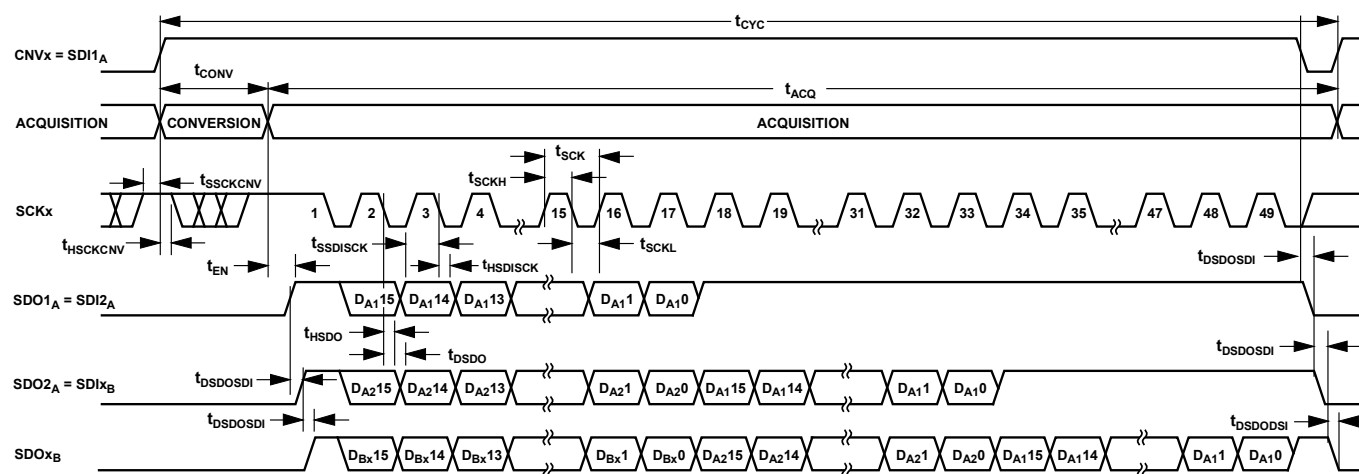 tCYC
CNVx = SDI1A
tCONV
tACQ
ACQUISITION CONVERSION ACQUISITION
tSCK
tSSCKCNV tSCKH
SCKx 1 2 3 4 15 16 17 18 19 31 32 33 34 35 47 48 49
tHSCKCNV tSSDISCK tSCKL
tEN tHSDISCK tDSDOSDI
SDO1A = SDI2A DA115 DA114 DA113 DA11 DA10
tHSDO
tDSDO tDSDOSDI
tDSDOSDI
SDO2A = SDIxB DA215 DA214 DA213 DA21 DA20 DA115 DA114 DA11 DA10
tDSDOSDI tDSDODSI
SDOxB DBx15 DBx14 DBx13 DBx1 DBx0 DA215 DA214 DA21 DA20 DA115 DA114 DA11 DA10